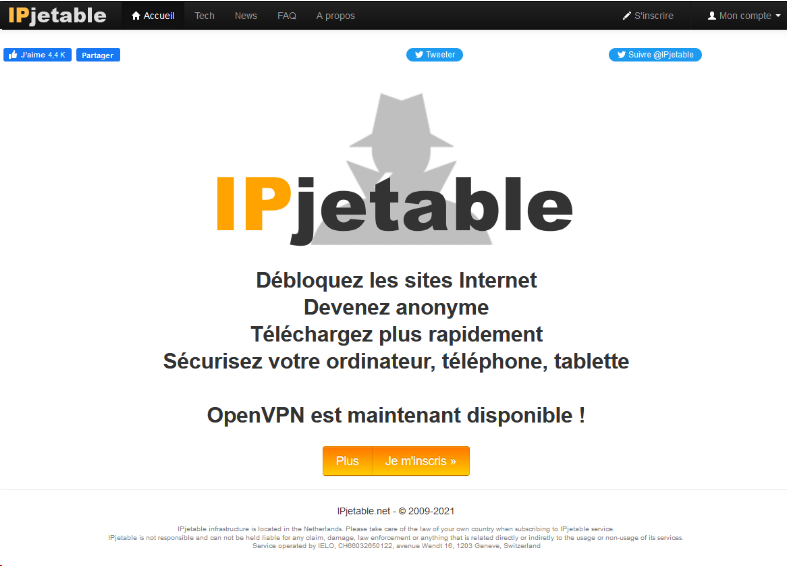 IPjetable Accueil Tech News FAQ A propos S'inscrire Mon compte
J'aime 4,4 K Partager Tweeter Suivre @IPjetable
IPjetable
Débloquez les sites Internet
Devenez anonyme
Téléchargez plus rapidement
Sécurisez votre ordinateur, téléphone, tablette
OpenVPN est maintenant disponible !
Plus Je m'inscris »
IPjetable.net - © 2009-2021
IPjetable infrastructure is located in the Netherlands. Please take care of the law of your own country when subscribing to IPjetable service.
IPjetable is not responsible and can not be held liable for any claim, damage, law enforcement or anything that is related directly or indiretly to the usage or non-usage of its services.
Service operated by IELO, CH66032650122, avenue Wendt 16, 1203 Geneve, Switzerland